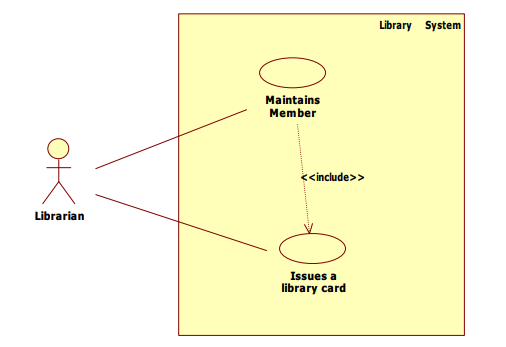 Library System
Maintains
Member
<<include>>
Librarian
Issues a
library card